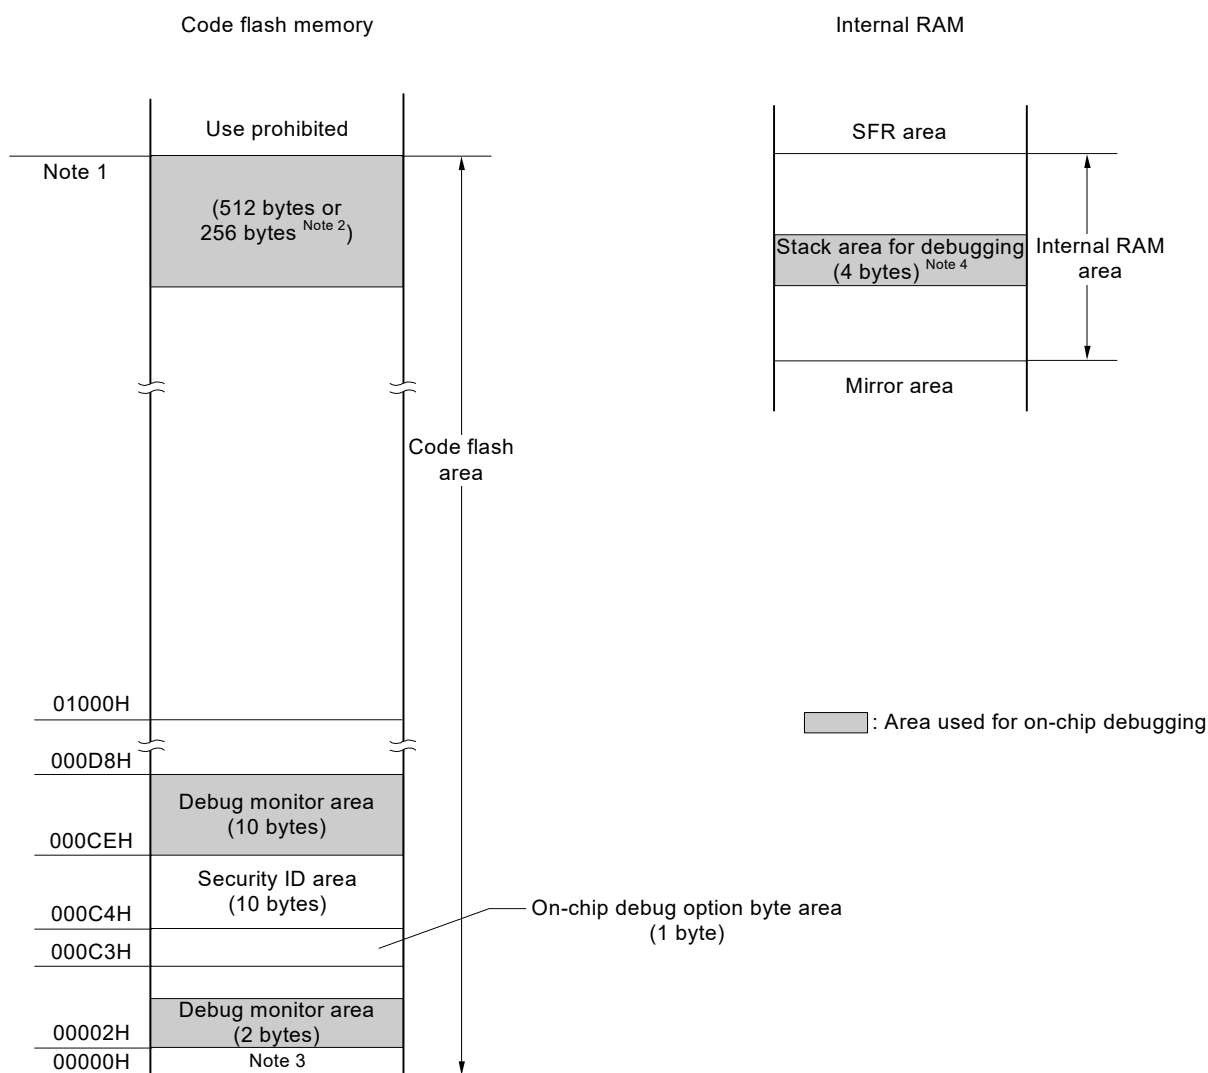 Code flash memory
Internal RAM
Use prohibited
Note 1
(512 bytes or
256 bytes Note 2)
Code flash
area
01000H
000D8H
Debug monitor area
(10 bytes)
000CEH
Security ID area
(10 bytes)
000C4H
000C3H
On-chip debug option byte area
(1 byte)
Debug monitor area
(2 bytes)
00002H
00000H
Note 3
SFR area
Stack area for debugging
(4 bytes) Note 4
Internal RAM
area
Mirror area
: Area used for on-chip debugging